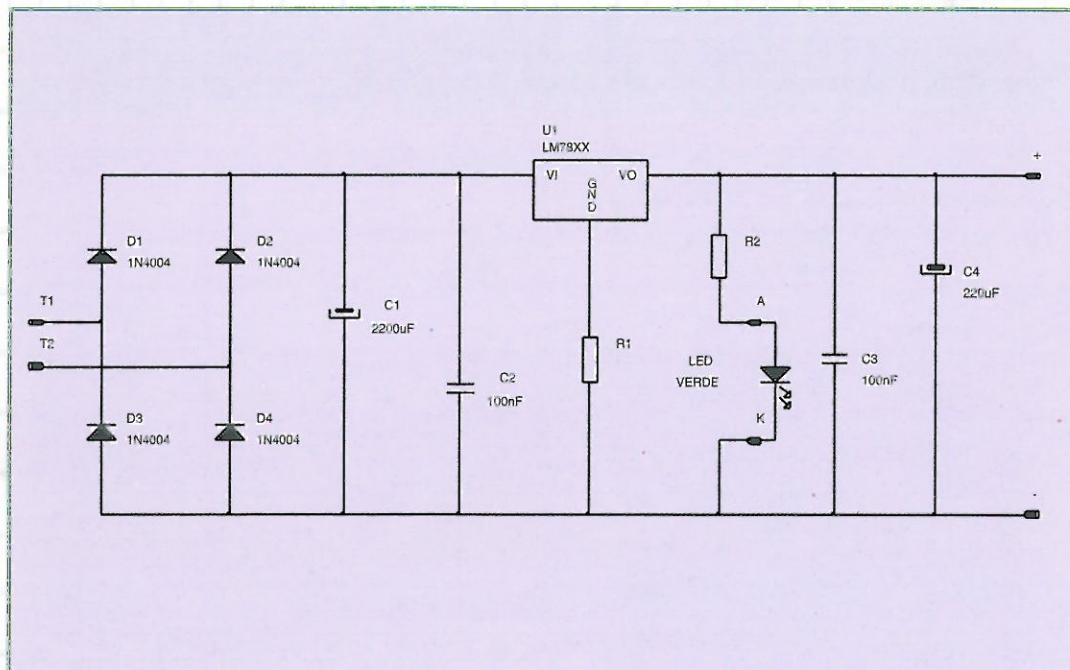 U1
LM78XX
VI
GND
VO
+
D1
1N4004
D2
1N4004
R2
C4
220uF
T1
C1
2200uF
A
T2
R1
LED
VERDE
C3
100nF
C2
100nF
D3
1N4004
D4
1N4004
K
-